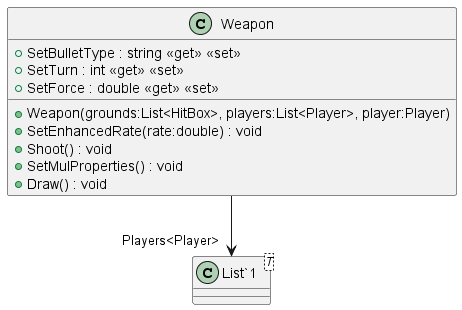 C Weapon
SetBulletType : string «get» «set»
SetTurn : int «get» «set»
SetForce : double «get» «set»
Weapon(grounds:List<HitBox>, players:List<Player>, player:Player)
SetEnhancedRate(rate:double) : void
Shoot() : void
SetMulProperties() : void
Draw() : void
Players<Player>
C List`1 T